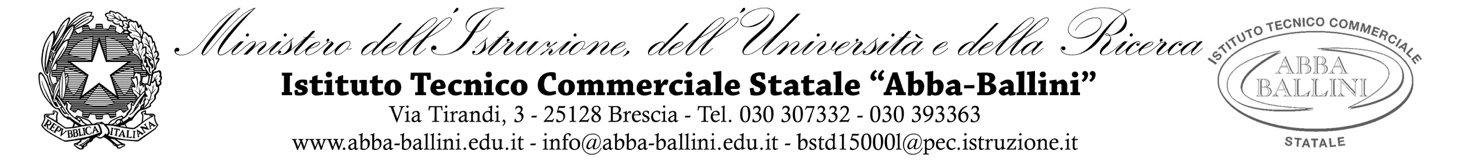 Ministero dell'Istruzione, dell'Università e della Ricerca
Istituto Tecnico Commerciale Statale “Abba-Ballini”
Via Tirandi, 3 - 25128 Brescia - Tel. 030 307332 - 030 393363
www.abba-ballini.edu.it - info@abba-ballini.edu.it - bstd15000l@pec.istruzione.it
REPVBBLICA ITALIANA
ISTITUTO TECNICO COMMERCIALE
ABBA
BALLINI
STATALE